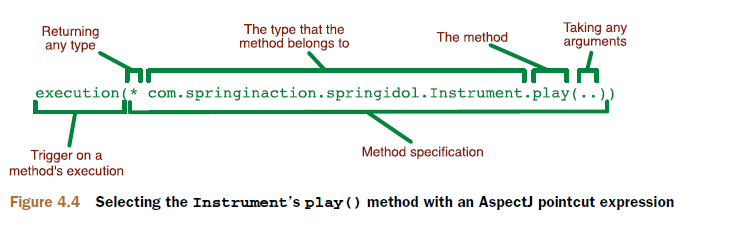 Returning
any type
The type that the
method belongs to
The method
Taking any
arguments
execution(* com.springinaction.springidol.Instrument.play(..))
Trigger on a
method's execution
Method specification
Figure 4.4 Selecting the Instrument's play() method with an AspectJ pointcut expression